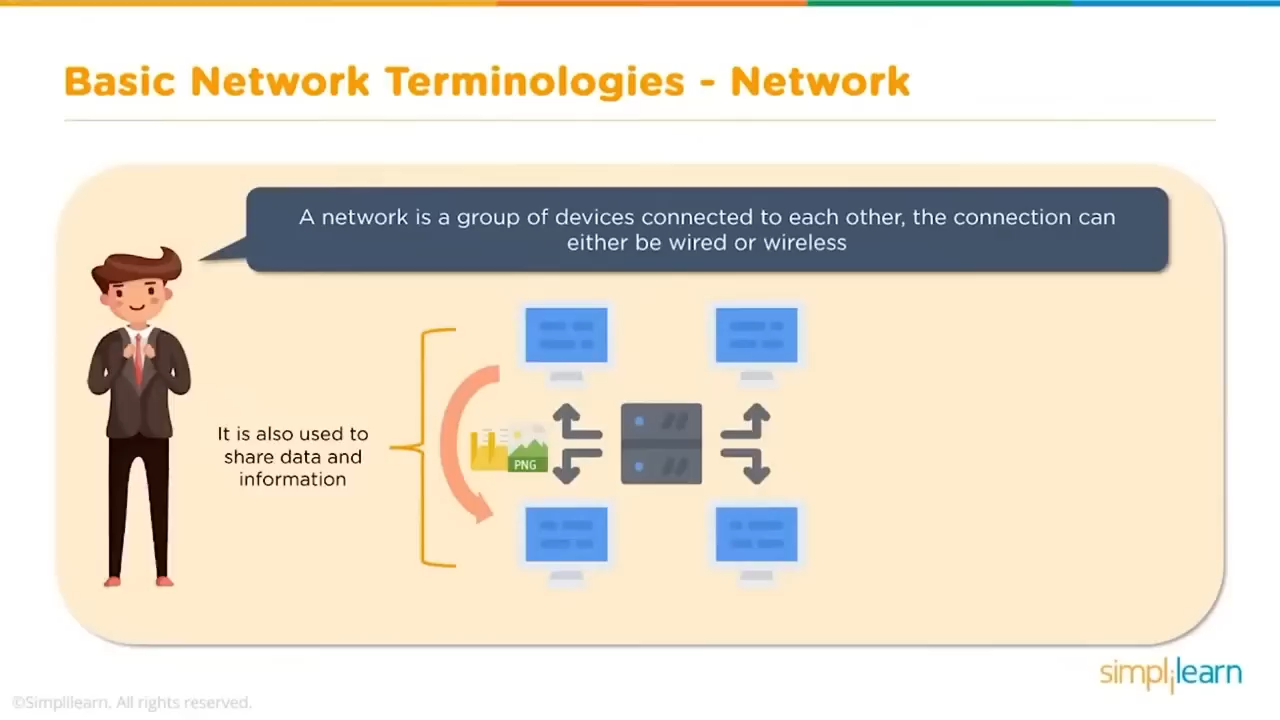 Basic Network Terminologies - Network
A network is a group of devices connected to each other, the connection can
either be wired or wireless
It is also used to
share data and
information
PNG
simplilearn
©Simplilearn. All rights reserved.